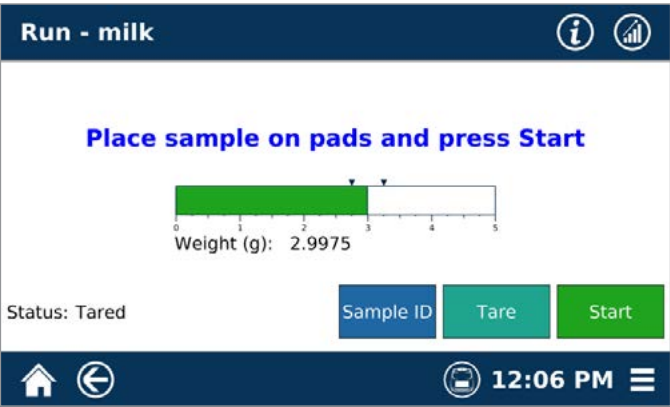 Run - milk
Place sample on pads and press Start
0 1 2 3 4 5
Weight (g): 2.9975
Status: Tared
Sample ID
Tare
Start
12:06 PM